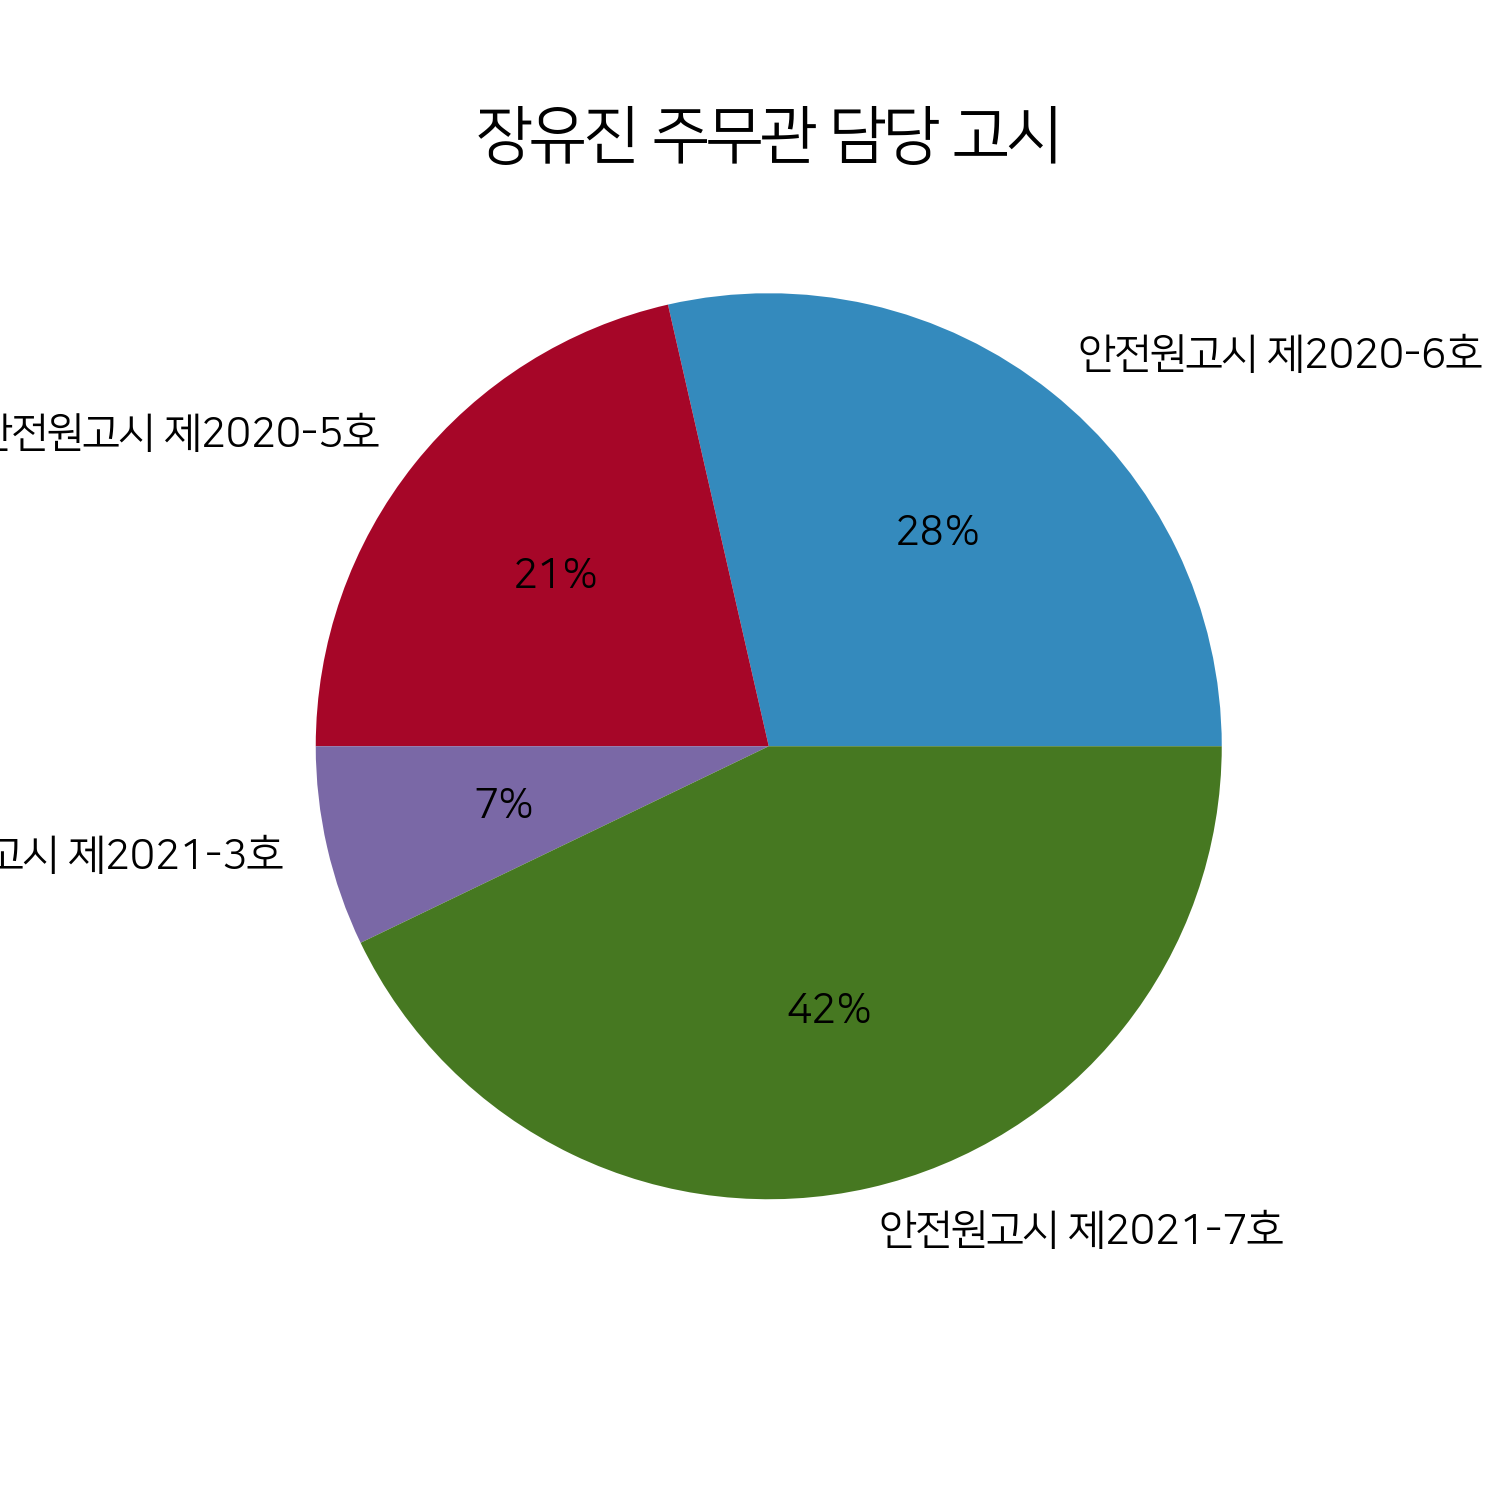 장유진 주무관 담당 고시
안전원고시 제2020-6호
전원고시 제2020-5호
28%
21%
7%
고시 제2021-3호
42%
안전원고시 제2021-7호